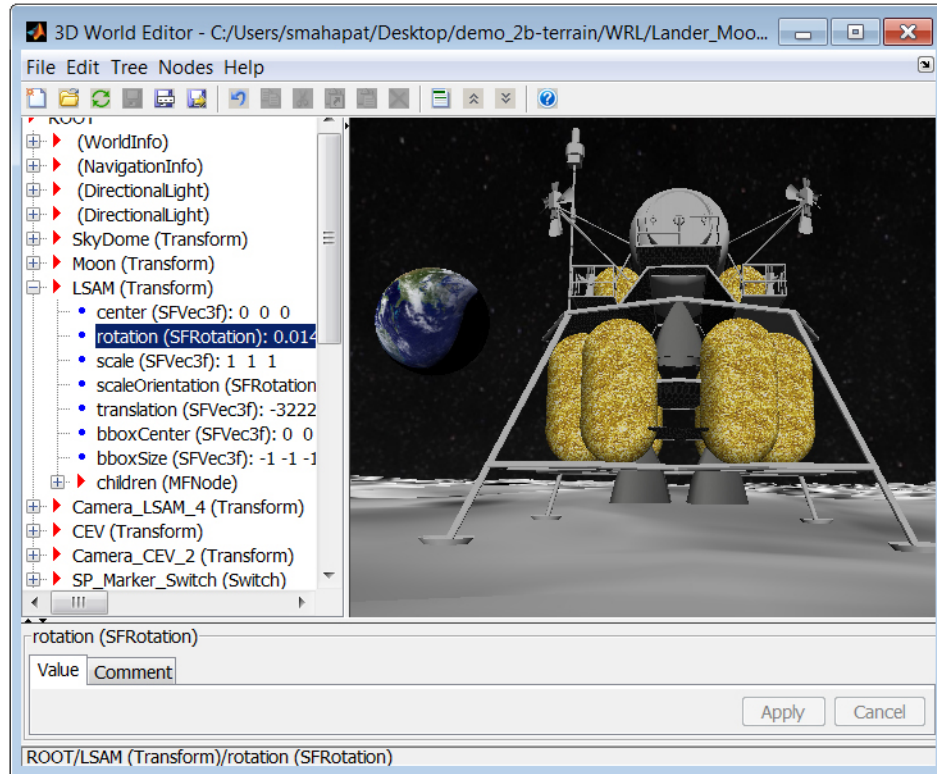 3D World Editor - C:/Users/smahapat/Desktop/demo_2b-terrain/WRL/Lander_Moo...
File Edit Tree Nodes Help
ROOT
(WorldInfo)
(NavigationInfo)
(DirectionalLight)
(DirectionalLight)
SkyDome (Transform)
Moon (Transform)
LSAM (Transform)
center (SFVec3f): 0 0 0
rotation (SFRotation): 0.014
scale (SFVec3f): 1 1 1
scaleOrientation (SFRotation
translation (SFVec3f): -3222
bboxCenter (SFVec3f): 0 0
bboxSize (SFVec3f): -1 -1 -1
children (MFNode)
Camera_LSAM_4 (Transform)
CEV (Transform)
Camera_CEV_2 (Transform)
SP_Marker_Switch (Switch)
rotation (SFRotation)
Value Comment
Apply Cancel
ROOT/LSAM (Transform)/rotation (SFRotation)